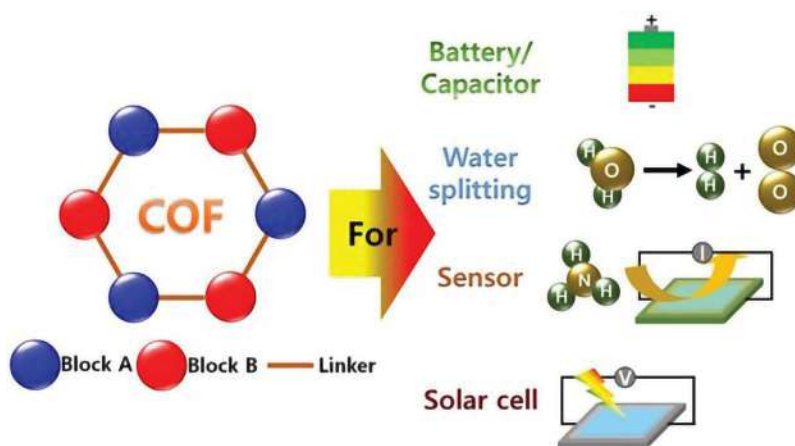 Battery/
Capacitor
+
-
COF
For
Water
splitting
H
O
H
H
H
+
O
O
Sensor
H
N
H
H
I
Block A
Block B
Linker
Solar cell
V